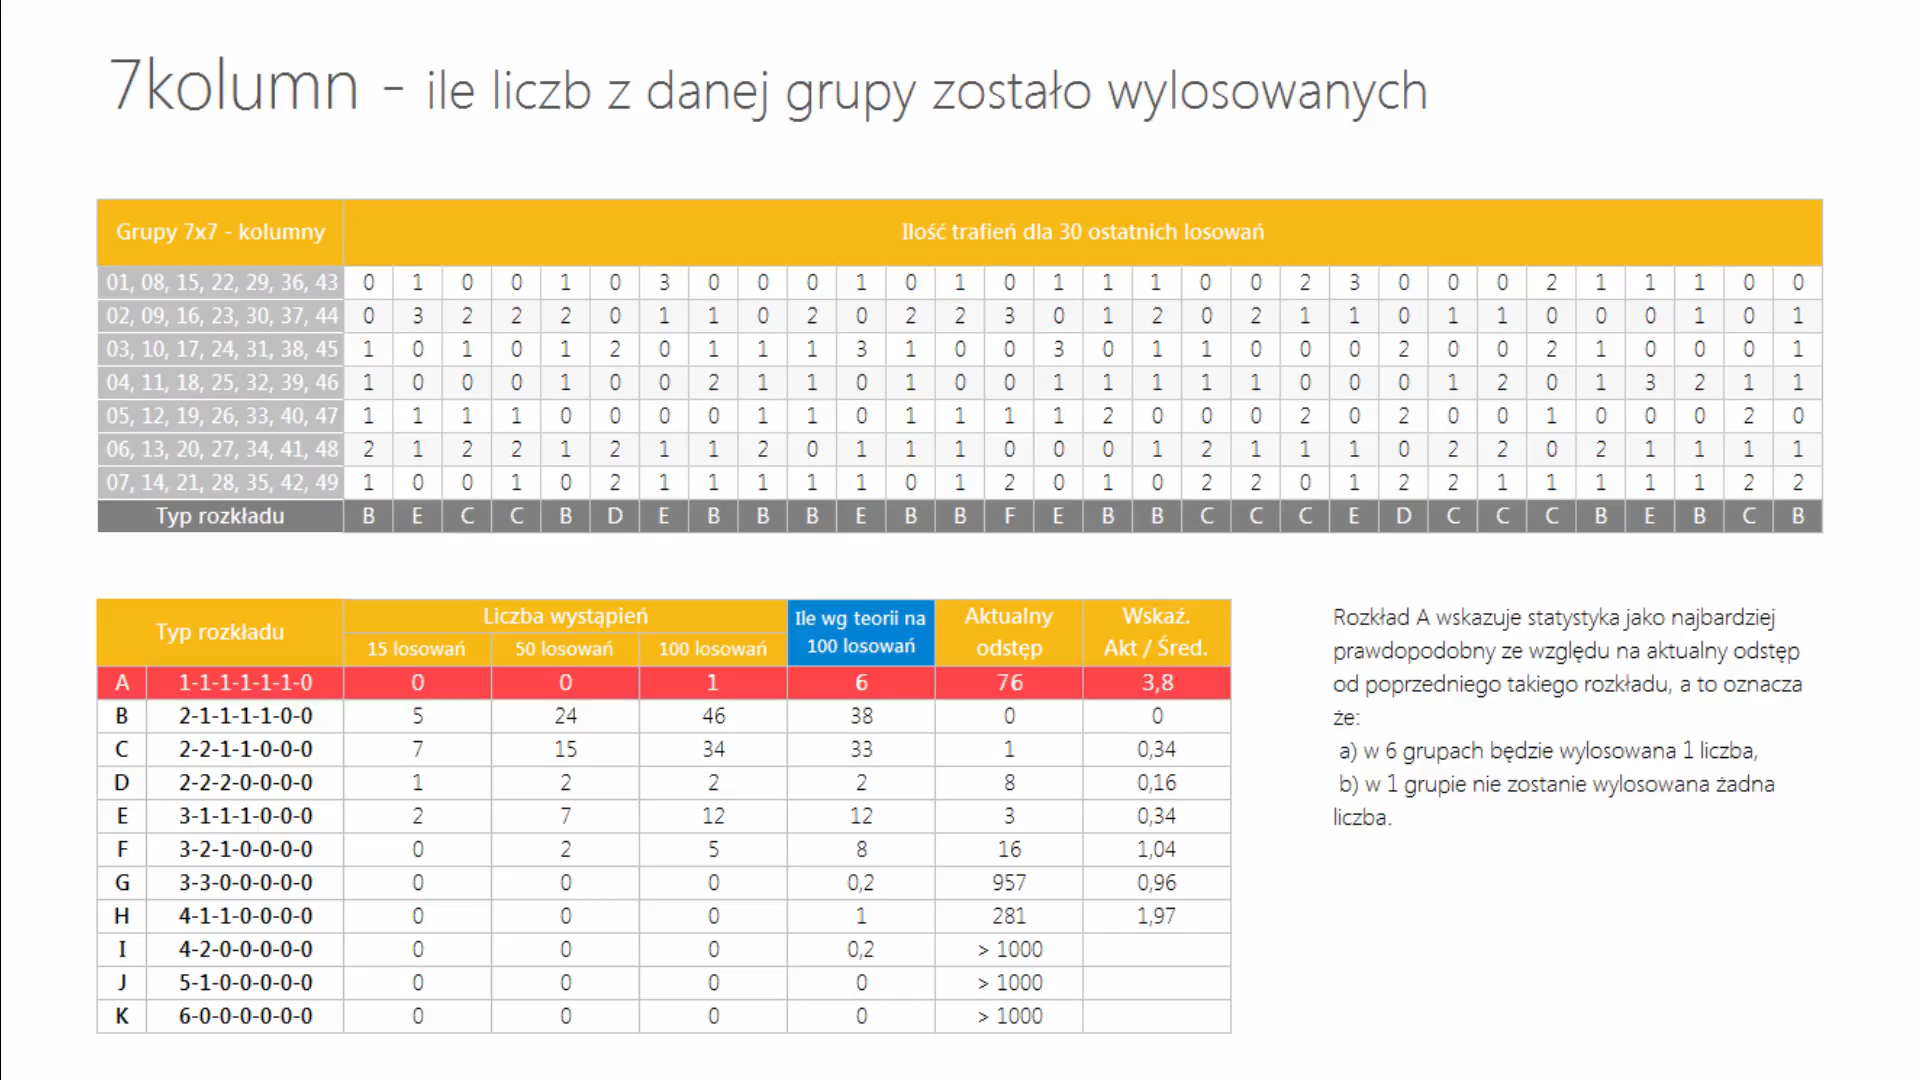 7kolumn - ile liczb z danej grupy zostało wylosowanych
Grupy 7x7 - kolumny Ilość trafień dla 30 ostatnich losowań
01, 08, 15, 22, 29, 36, 43 0 1 0 0 1 0 3 0 0 0 1 0 1 0 1 1 1 0 0 2 3 0 0 0 2 1 1 1 0 0
02, 09, 16, 23, 30, 37, 44 0 3 2 2 2 0 1 1 0 2 0 2 2 3 0 1 2 0 2 1 1 0 1 1 0 0 0 1 0 1
03, 10, 17, 24, 31, 38, 45 1 0 1 0 1 2 0 1 1 1 3 1 0 0 3 0 1 1 0 0 0 2 0 0 2 1 0 0 0 1
04, 11, 18, 25, 32, 39, 46 1 0 0 0 1 0 0 2 1 1 0 1 0 0 1 1 1 1 1 0 0 0 1 2 0 1 3 2 1 1
05, 12, 19, 26, 33, 40, 47 1 1 1 1 0 0 0 0 1 1 0 1 1 1 1 2 0 0 0 2 0 2 0 0 1 0 0 0 2 0
06, 13, 20, 27, 34, 41, 48 2 1 2 2 1 2 1 1 2 0 1 1 1 0 0 0 1 2 1 1 1 0 2 2 0 2 1 1 1 1
07, 14, 21, 28, 35, 42, 49 1 0 0 1 0 2 1 1 1 1 1 0 1 2 0 1 0 2 2 0 1 2 2 1 1 1 1 1 2 2
Typ rozkładu B E C C B D E B B B E B B F E B B C C C E D C C C B E B C B
Typ rozkładu Liczba wystąpień Ile wg teorii na Aktualny Wskaź.
15 losowań 50 losowań 100 losowań 100 losowań odstęp Akt / Śred.
A 1-1-1-1-1-1-0 0 0 1 6 76 3,8
B 2-1-1-1-1-0-0 5 24 46 38 0 0
C 2-2-1-1-0-0-0 7 15 34 33 1 0,34
D 2-2-2-0-0-0-0 1 2 2 2 8 0,16
E 3-1-1-1-0-0-0 2 7 12 12 3 0,34
F 3-2-1-0-0-0-0 0 2 5 8 16 1,04
G 3-3-0-0-0-0-0 0 0 0 0,2 957 0,96
H 4-1-1-0-0-0-0 0 0 0 1 281 1,97
I 4-2-0-0-0-0-0 0 0 0 0,2 > 1000
J 5-1-0-0-0-0-0 0 0 0 0 > 1000
K 6-0-0-0-0-0-0 0 0 0 0 > 1000
Rozkład A wskazuje statystyka jako najbardziej
prawdopodobny ze względu na aktualny odstęp
od poprzedniego takiego rozkładu, a to oznacza
że:
a) w 6 grupach będzie wylosowana 1 liczba,
b) w 1 grupie nie zostanie wylosowana żadna
liczba.